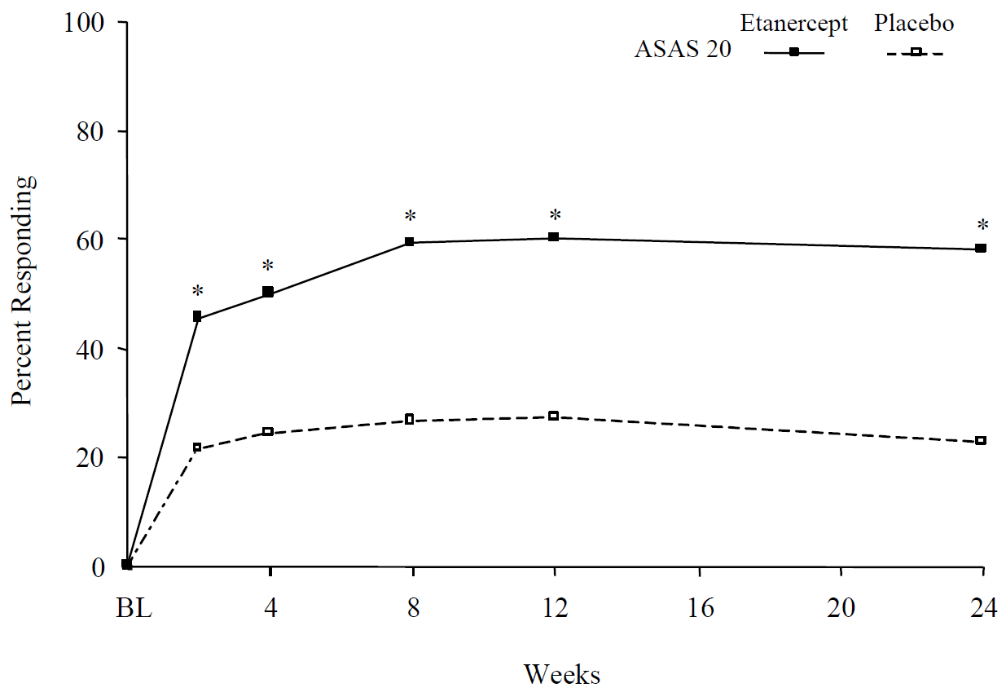 Etanercept Placebo
ASAS 20
100
80
60
40
20
0
Percent Responding
*
*
*
*
*
BL 4 8 12 16 20 24
Weeks